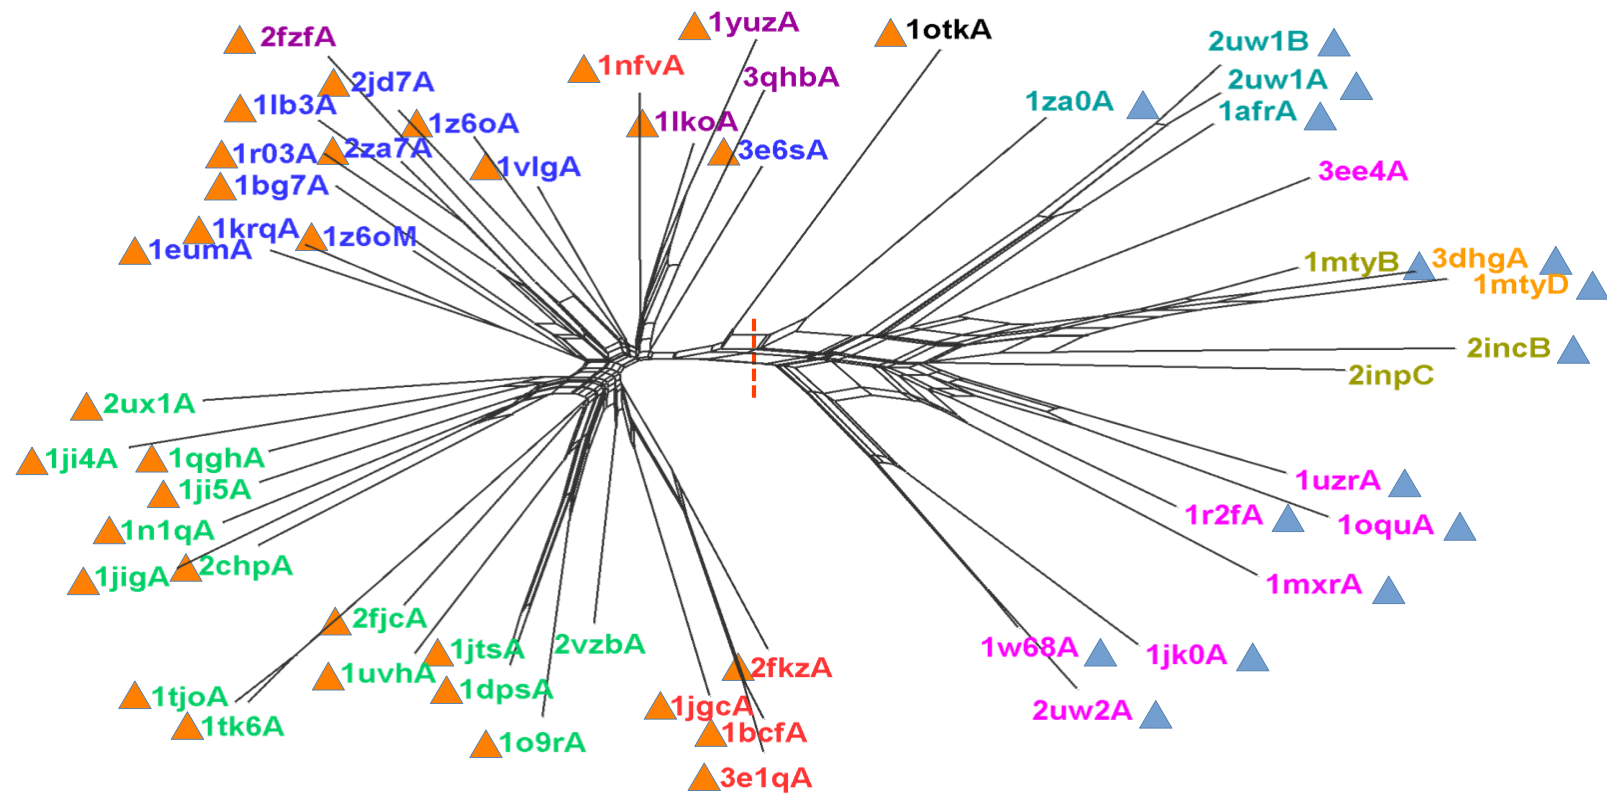 1yuzA
1otkA
2fzfA
2uw1B
1nfvA
3qhbA
2jd7A
2uw1A
1lb3A
1za0A
1afrA
1z6oA
1lkoA
1r03A
2za7A
3e6sA
1vlgA
3ee4A
1bg7A
1krqA
1z6oM
1eumA
1mtyB
3dhgA
1mtyD
2incB
2inpC
2ux1A
1ji4A
1qghA
1uzrA
1ji5A
1r2fA
1oquA
1n1qA
2chpA
1jigA
1mxrA
2fjcA
1jtsA
2vzbA
1w68A
1jk0A
2fkzA
1uvhA
1dpsA
1tjoA
1jgcA
2uw2A
1tk6A
1bcfA
1o9rA
3e1qA